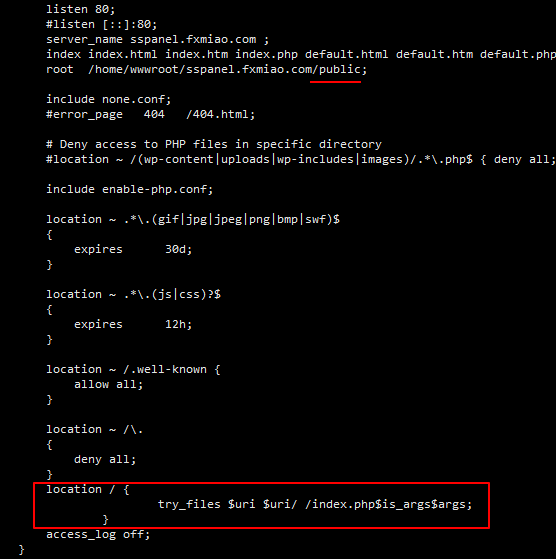 listen 80;
#listen [::]:80;
server_name sspanel.fxmiao.com ;
index index.html index.htm index.php default.html default.htm default.php
root  /home/wwwroot/sspanel.fxmiao.com/public;
include none.conf;
#error_page   404   /404.html;
# Deny access to PHP files in specific directory
#location ~ /(wp-content|uploads|wp-includes|images)/.*\.php$ { deny all;
include enable-php.conf;
location ~ .*\.(gif|jpg|jpeg|png|bmp|swf)$
{
expires      30d;
}
location ~ .*\.(js|css)?$
{
expires      12h;
}
location ~ /.well-known {
allow all;
}
location ~ /\.
{
deny all;
}
location / {
try_files $uri $uri/ /index.php$is_args$args;
}
access_log off;
}